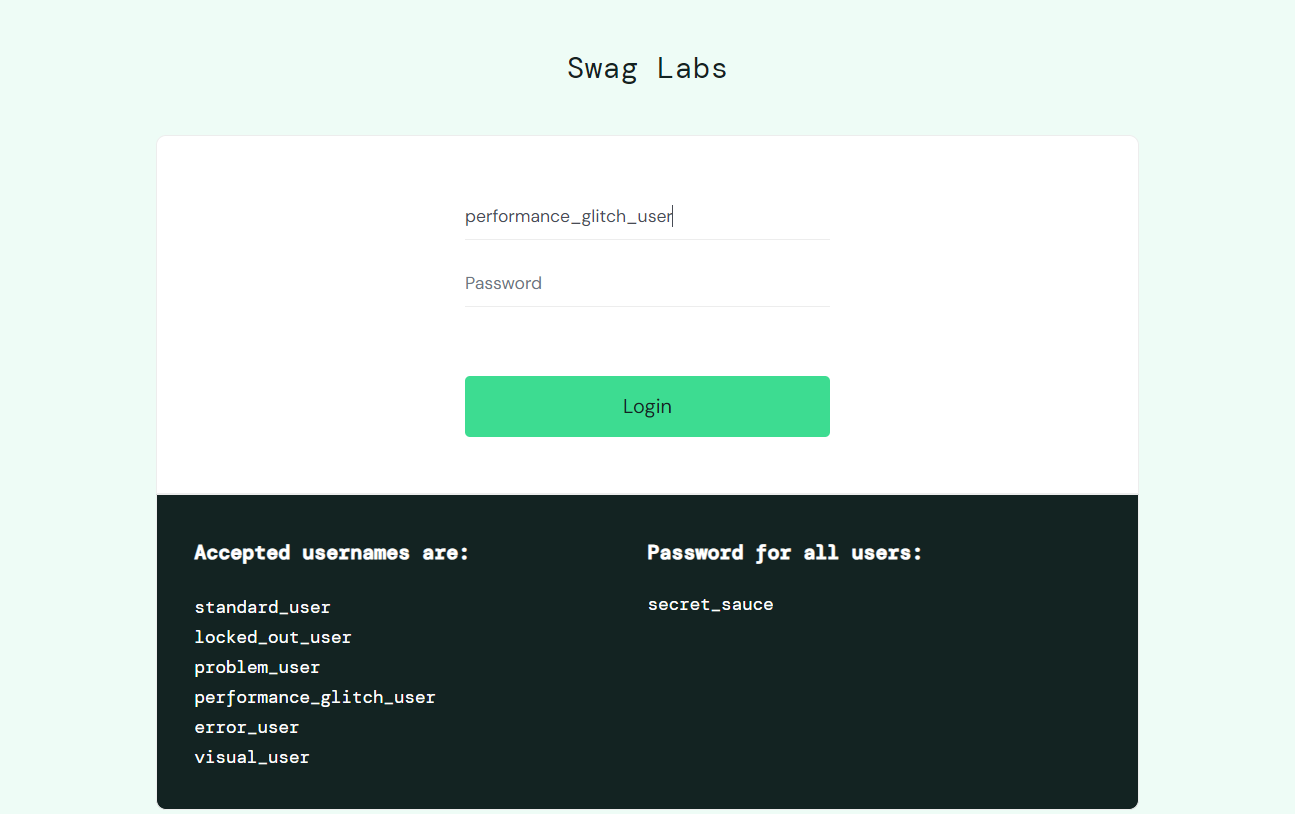 Swag Labs
performance_glitch_user
Password
Login
Accepted usernames are:
standard_user
locked_out_user
problem_user
performance_glitch_user
error_user
visual_user
Password for all users:
secret_sauce